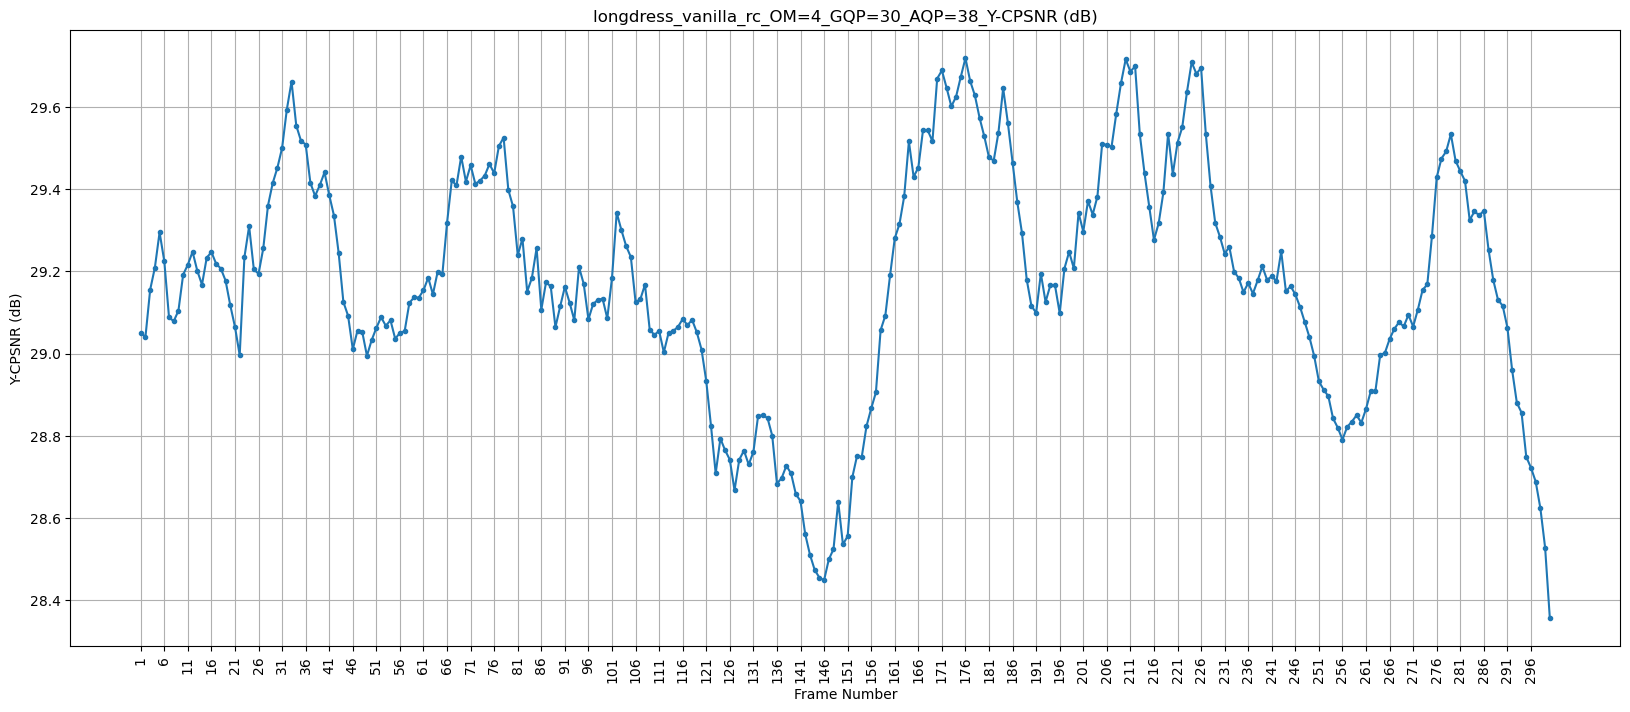 longdress_vanilla_rc_OM=4_GQP=30_AQP=38_Y-CPSNR (dB)
Y-CPSNR (dB)
29.6
29.4
29.2
29.0
28.8
28.6
28.4
1 6 11 16 21 26 31 36 41 46 51 56 61 66 71 76 81 86 91 96 101 106 111 116 121 126 131 136 141 146 151 156 161 166 171 176 181 186 191 196 201 206 211 216 221 226 231 236 241 246 251 256 261 266 271 276 281 286 291 296
Frame Number